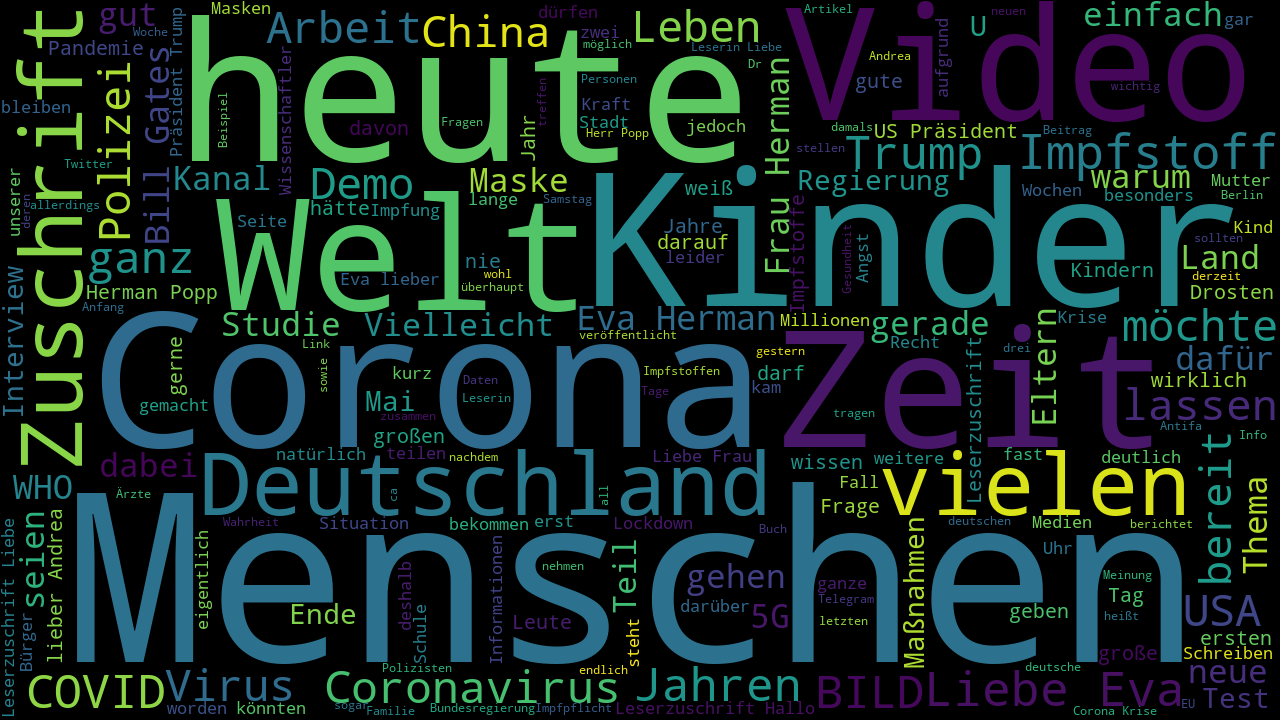 Masken
gut
Woche
Pandemie
Zuschrift
Polizei
Bill Gates
Präsident Trump
bleiben
Twitter
unserer
deren
allerdings
heute
Arbeit
China
dürfen
zwei
möglich
Leben
Leserin Liebe
Dr
Personen
Kraft
Stadt
Herr Popp
jedoch
Beispiel
Wissenschaftler
davon
Fragen
Jahr
treffen
Video
Artikel
U
einfach
gar
neuen
Andrea
gute
aufgrund
wichtig
damals
US Präsident
Beitrag
stellen
Trump
Impfstoff
Frau Herman
Kanal
Demo
Maske
Regierung
warum
Wochen
besonders
Mutter
Berlin
Welt
Kinder
hätte
Impfung
lange
Samstag
weiß
Seite
Jahre
darauf
leider
Impfstoffe
Gesundheit
Angst
Kind
sollten
ganz
Eva lieber
nie
wohl
überhaupt
Kindern
Land
derzeit
Drosten
Herman Popp
Anfang
Interview
Studie
Vielleicht
Eva Herman
Millionen
gerade
Krise
möchte
Corona
Zeit
Link
veröffentlicht
gestern
Recht
drei
dafür
gerne
sowie
kurz
Daten
Leserin
Impfstoffen
Tage
darf
kam
Leserzuschrift
Eltern
wirklich
lassen
gemacht
Mai
zusammen
großen
tragen
Antifa
Info
dabei
natürlich
teilen
nachdem
Liebe Frau
wissen
weitere
fast
deutlich
WHO
Ärzte
Deutschland
ca
all
Fall
Frage
vielen
bereit
Thema
Menschen
Wahrheit
Situation
bekommen
erst
Lockdown
Buch
deutschen
Medien
berichtet
seien
lieber Andrea
Leserzuschrift Liebe
Bürger
eigentlich
deshalb
Schule
Informationen
nehmen
Teil
gehen
darüber
ganze
Telegram
letzten
5G
Maßnahmen
Uhr
Meinung
Tag
heißt
geben
USA
Ende
Leute
steht
endlich
ersten
Schreiben
große
deutsche
neue
COVID
Virus
Polizisten
Coronavirus
Jahren
BILD
Liebe Eva
EU
Test
worden
könnten
sogar
Familie
Bundesregierung
Impfpflicht
Leserzuschrift Hallo
Corona Krise